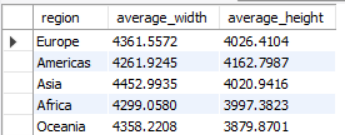 region average_width average_height
Europe 4361.5572 4026.4104
Americas 4261.9245 4162.7987
Asia 4452.9935 4020.9416
Africa 4299.0580 3997.3823
Oceania 4358.2208 3879.8701